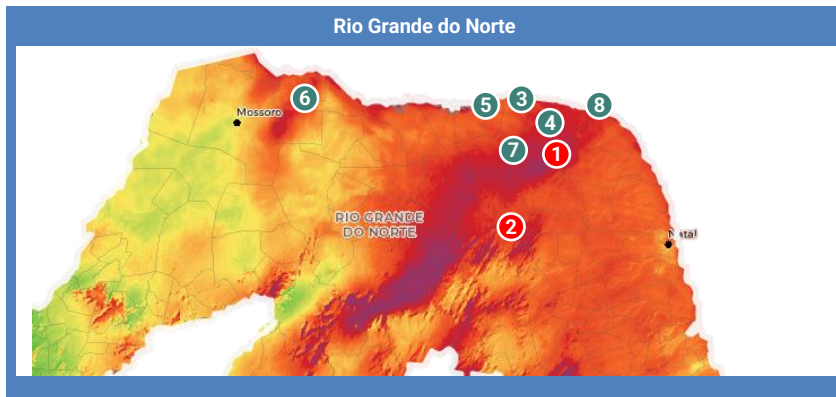 Rio Grande do Norte
6
5
3
8
4
Mossoro
7
1
RIO GRANDE
DO NORTE
2
Natal